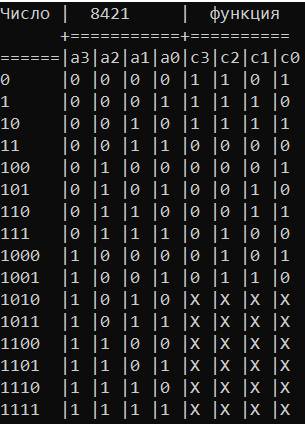 Число |  8421     |  функция
      +===========+==========
======|a3|a2|a1|a0|c3|c2|c1|c0
0     |0 |0 |0 |0 |1 |1 |0 |1
1     |0 |0 |0 |1 |1 |1 |1 |0
10    |0 |0 |1 |0 |1 |1 |1 |1
11    |0 |0 |1 |1 |0 |0 |0 |0
100   |0 |1 |0 |0 |0 |0 |0 |1
101   |0 |1 |0 |1 |0 |0 |1 |0
110   |0 |1 |1 |0 |0 |0 |1 |1
111   |0 |1 |1 |1 |0 |1 |0 |0
1000  |1 |0 |0 |0 |0 |1 |0 |1
1001  |1 |0 |0 |1 |0 |1 |1 |0
1010  |1 |0 |1 |0 |X |X |X |X
1011  |1 |0 |1 |1 |X |X |X |X
1100  |1 |1 |0 |0 |X |X |X |X
1101  |1 |1 |0 |1 |X |X |X |X
1110  |1 |1 |1 |0 |X |X |X |X
1111  |1 |1 |1 |1 |X |X |X |X